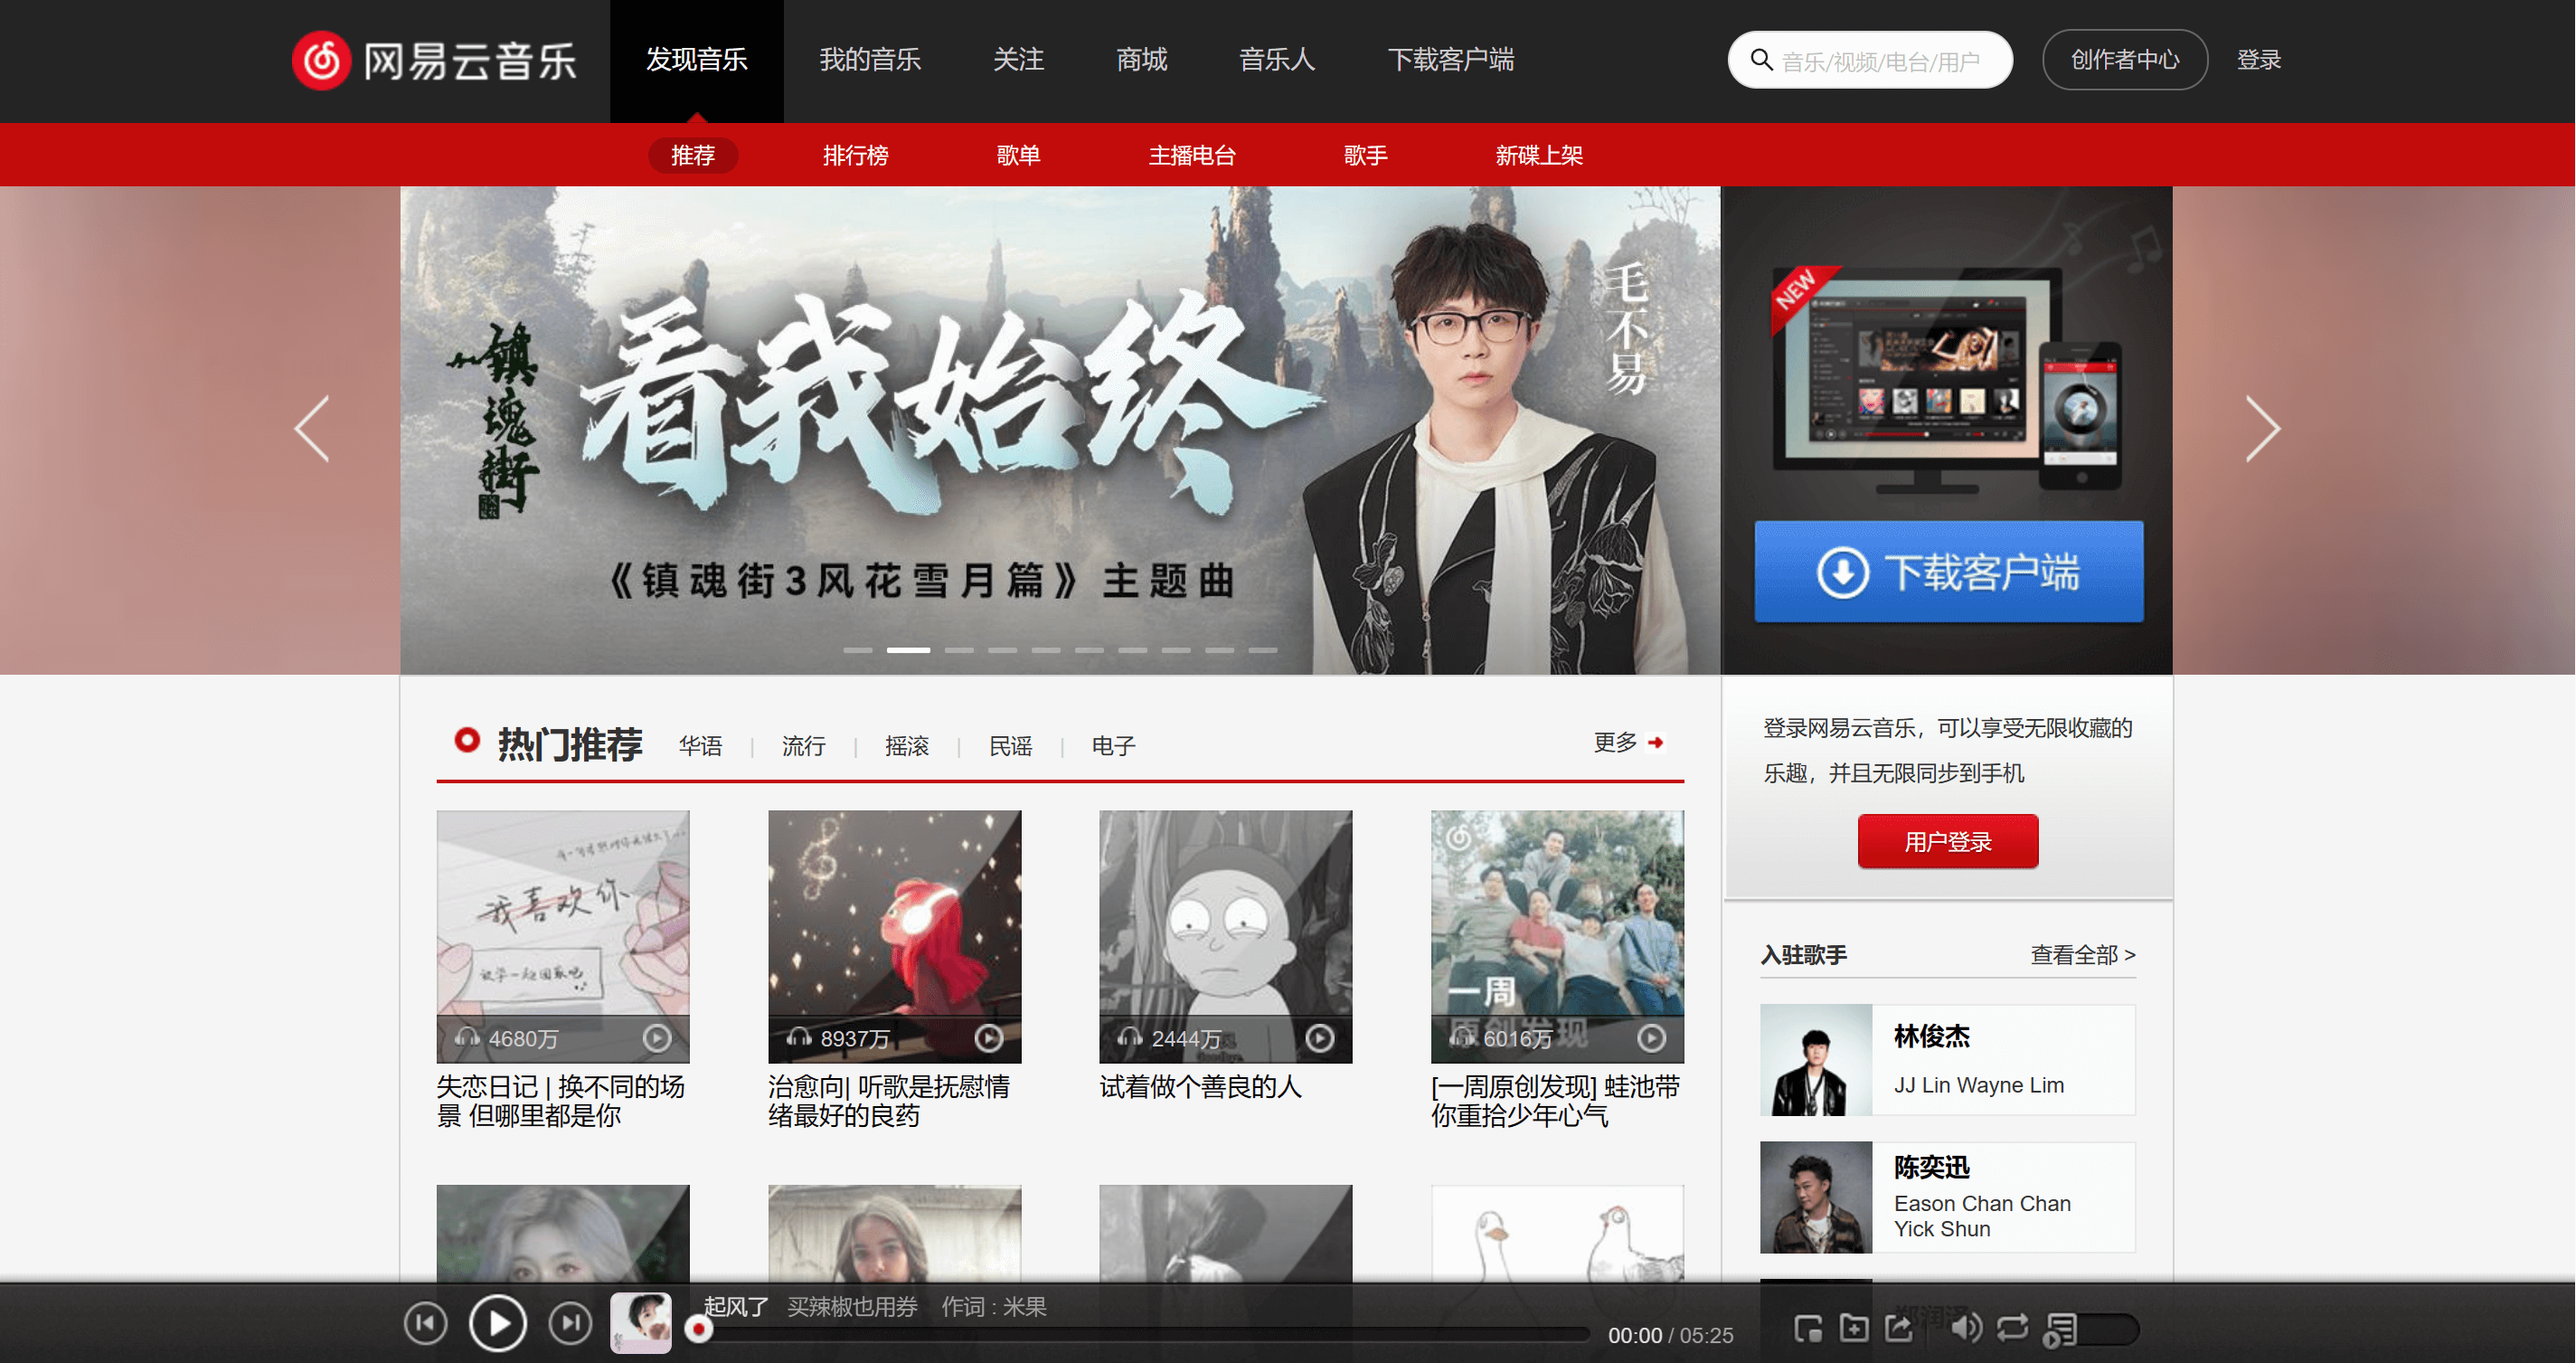 网易云音乐
发现音乐
我的音乐
关注
商城
音乐人
下载客户端
音乐/视频/电台/用户
创作者中心
登录
推荐
排行榜
歌单
主播电台
歌手
新碟上架
镇魂街
看我始终
毛不易
《镇魂街3风花雪月篇》主题曲
NEW
下载客户端
热门推荐
华语 | 流行 | 摇滚 | 民谣 | 电子
更多
登录网易云音乐，可以享受无限收藏的
乐趣，并且无限同步到手机
用户登录
我喜欢你
一周
原创发现
4680万
8937万
2444万
6016万
失恋日记 | 换不同的场
景 但哪里都是你
治愈向| 听歌是抚慰情
绪最好的良药
试着做个善良的人
[一周原创发现] 蛙池带
你重拾少年心气
入驻歌手
查看全部 >
林俊杰
JJ Lin Wayne Lim
陈奕迅
Eason Chan Chan
Yick Shun
起风了 买辣椒也用券 作词 : 米果
00:00 / 05:25